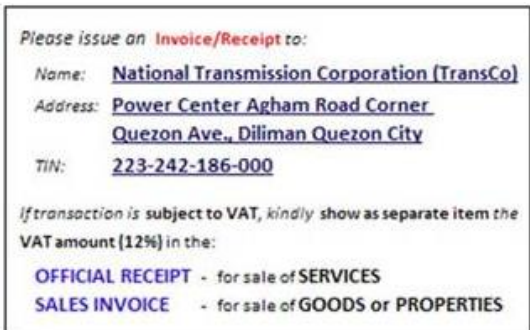 Please issue an Invoice/Receipt to:
Name: National Transmission Corporation (TransCo)
Address: Power Center Agham Road Corner
Quezon Ave., Diliman Quezon City
TIN: 223-242-186-000
If transaction is subject to VAT, kindly show as separate item the
VAT amount (12%) in the:
OFFICIAL RECEIPT - for sale of SERVICES
SALES INVOICE - for sale of GOODS or PROPERTIES